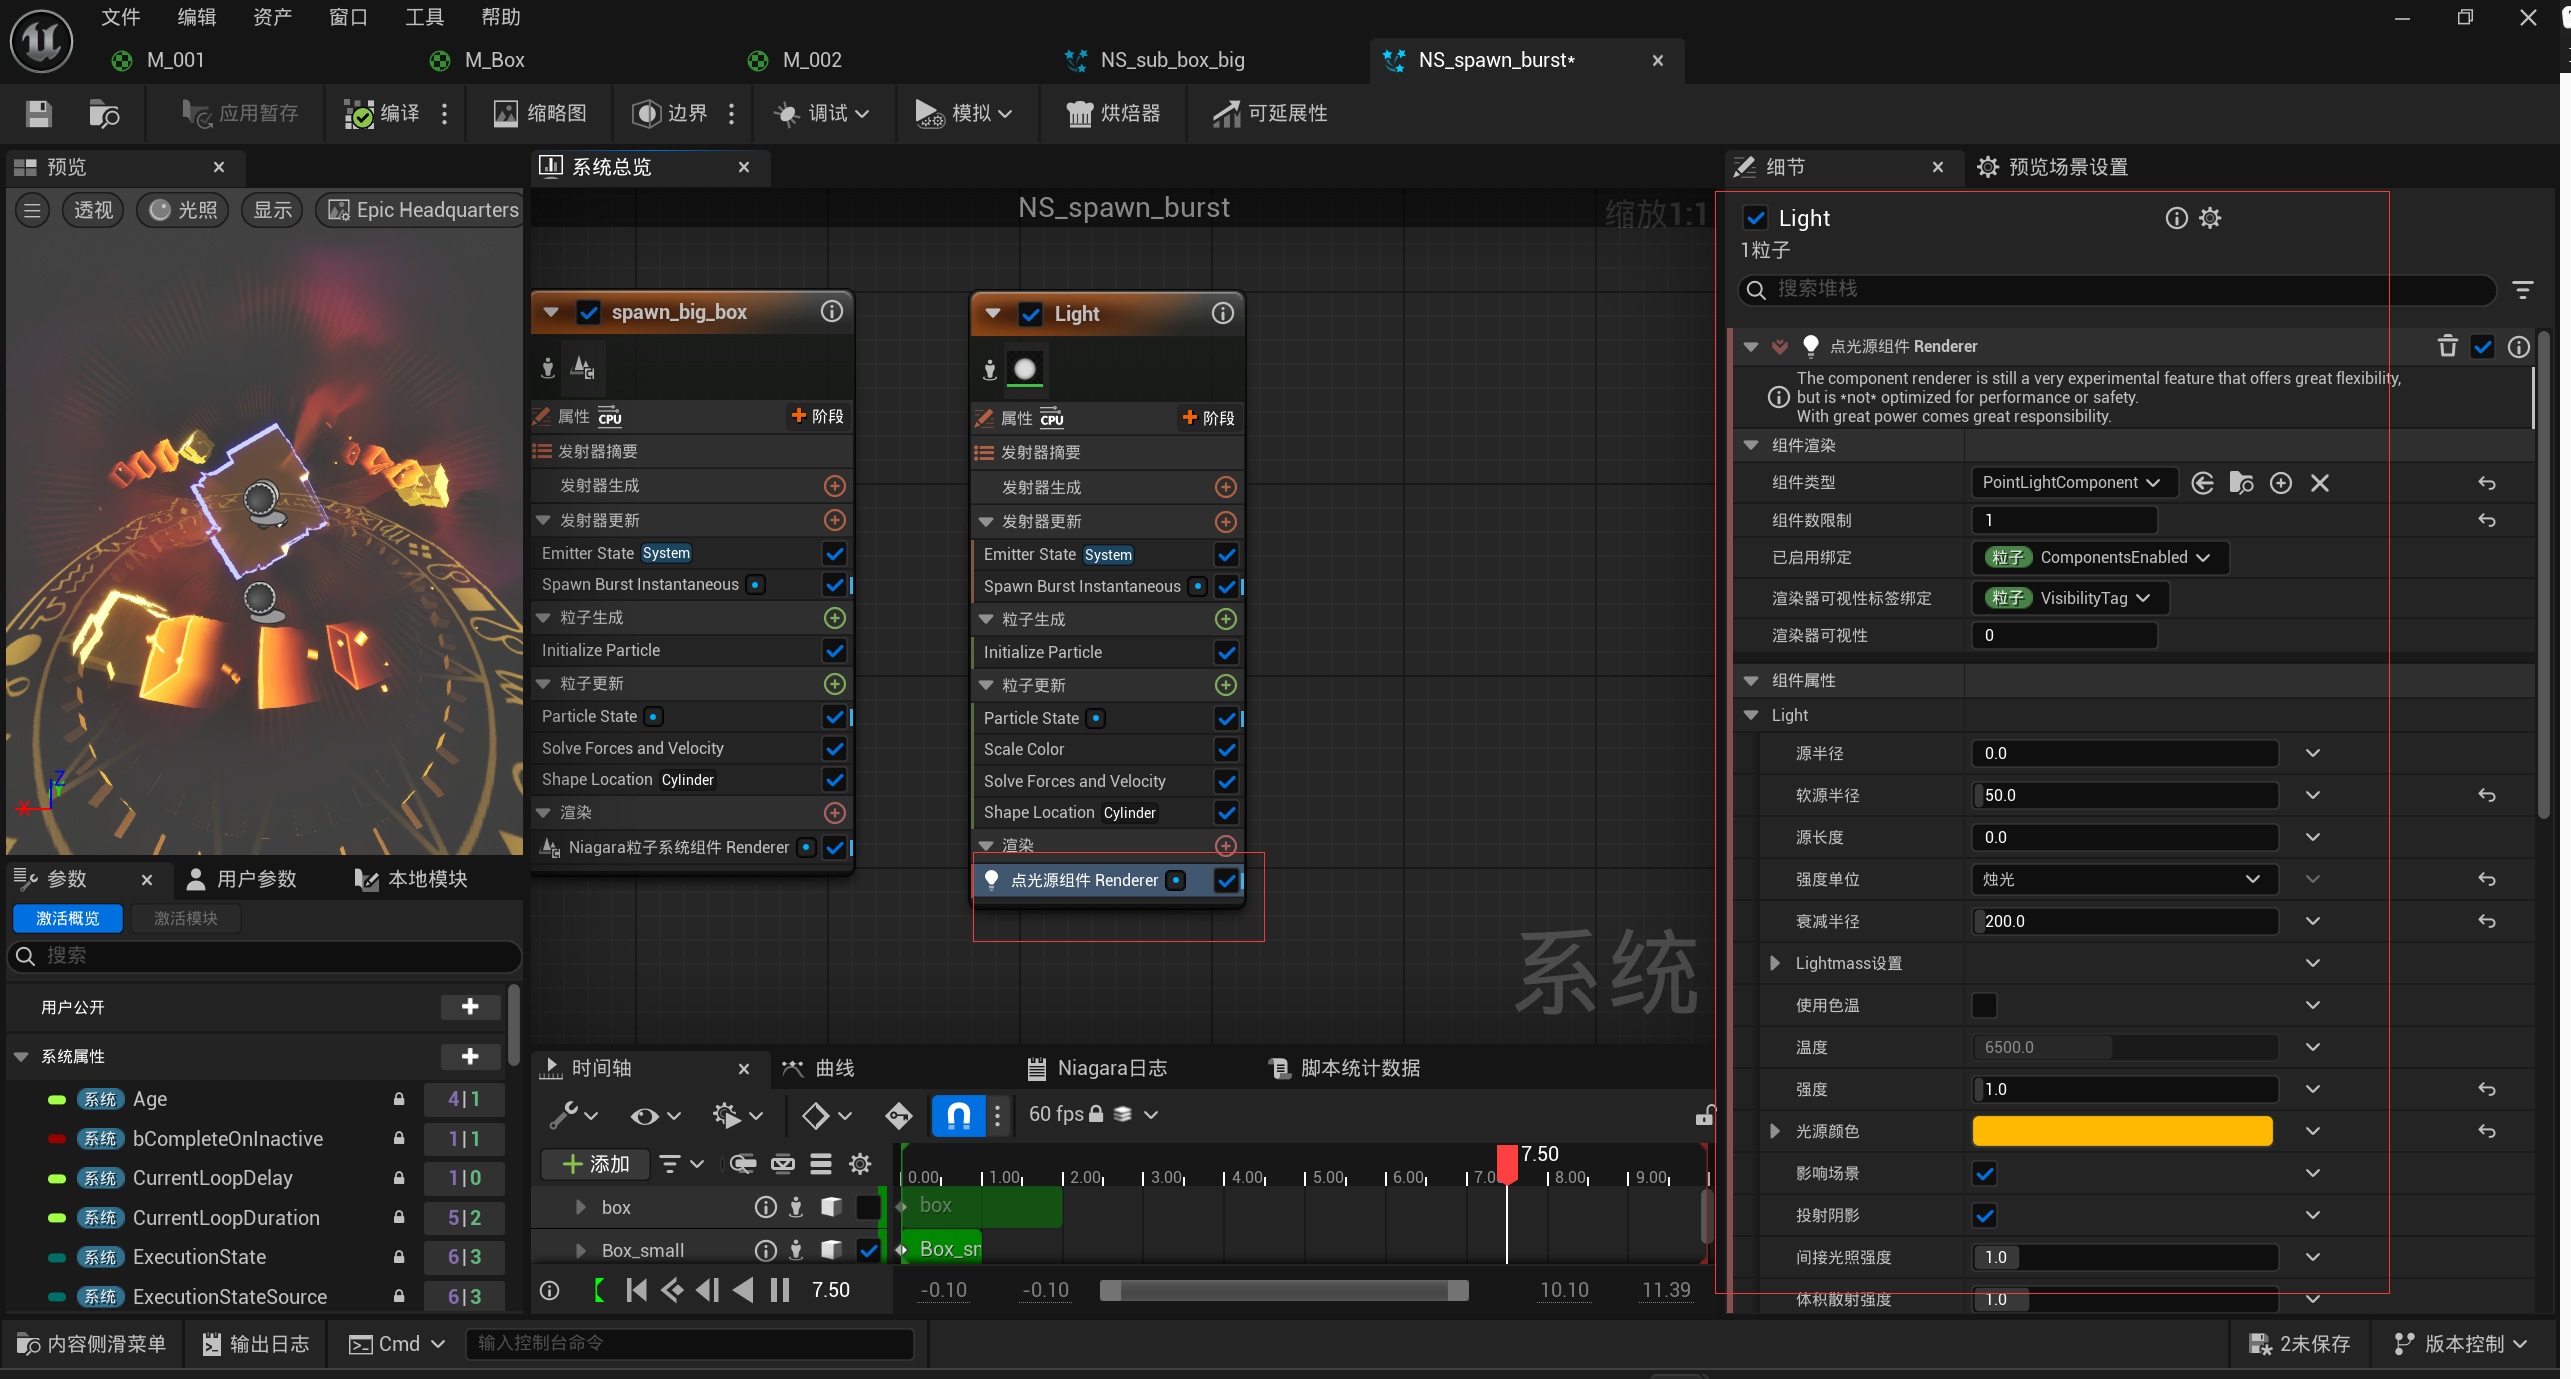 文件 编辑 资产 窗口 工具 帮助
M_001 M_Box M_002 NS_sub_box_big NS_spawn_burst*
应用暂存 编译 缩略图 边界 调试 模拟 烘焙器 可延展性
预览 系统总览 细节 预览场景设置
透视 光照 显示 Epic Headquarters
NS_spawn_burst
缩放1:1
spawn_big_box
属性 CPU 阶段
发射器摘要
发射器生成
发射器更新
Emitter State System
Spawn Burst Instantaneous
粒子生成
Initialize Particle
粒子更新
Particle State
Solve Forces and Velocity
Shape Location Cylinder
渲染
Niagara粒子系统组件 Renderer
Light
属性 CPU 阶段
发射器摘要
发射器生成
发射器更新
Emitter State System
Spawn Burst Instantaneous
粒子生成
Initialize Particle
粒子更新
Particle State
Scale Color
Solve Forces and Velocity
Shape Location Cylinder
渲染
点光源组件 Renderer
系统
Light
1粒子
搜索堆栈
点光源组件 Renderer
The component renderer is still a very experimental feature that offers great flexibility,
but is *not* optimized for performance or safety.
With great power comes great responsibility.
组件渲染
组件类型 PointLightComponent
组件数限制 1
已启用绑定 粒子 ComponentsEnabled
渲染器可视性标签绑定 粒子 VisibilityTag
渲染器可视性 0
组件属性
Light
源半径 0.0
软源半径 50.0
源长度 0.0
强度单位 烛光
衰减半径 200.0
Lightmass设置
使用色温
温度 6500.0
强度 1.0
光源颜色
影响场景
投射阴影
间接光照强度 1.0
体积散射强度 1.0
Z
Y
X
参数 用户参数 本地模块
激活概览 激活模块
搜索
用户公开
系统属性
系统 Age 4|1
系统 bCompleteOnInactive 1|1
系统 CurrentLoopDelay 1|0
系统 CurrentLoopDuration 5|2
系统 ExecutionState 6|3
系统 ExecutionStateSource 6|3
时间轴 曲线 Niagara日志 脚本统计数据
60 fps
添加
7.50
0.00 1.00 2.00 3.00 4.00 5.00 6.00 7.0 8.00 9.00
box box
Box_small Box_sm
7.50 -0.10 -0.10 10.10 11.39
内容侧滑菜单 输出日志 Cmd 输入控制台命令 2未保存 版本控制